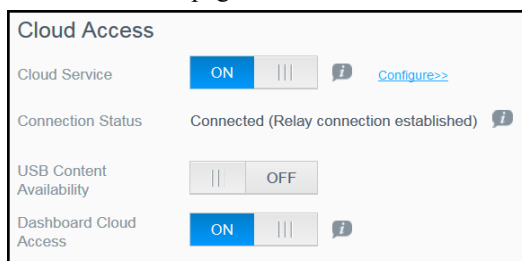 Cloud Access
Cloud Service ON Configure>>
Connection Status Connected (Relay connection established)
USB Content
Availability OFF
Dashboard Cloud
Access ON